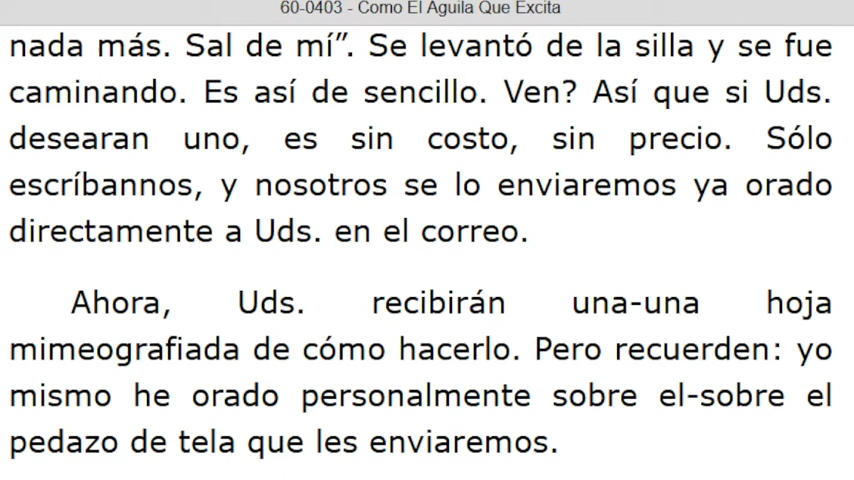 60-0403 - Como El Aguila Que Excita
nada más. Sal de mí”. Se levantó de la silla y se fue
caminando. Es así de sencillo. Ven? Así que si Uds.
desearan uno, es sin costo, sin precio. Sólo
escríbannos, y nosotros se lo enviaremos ya orado
directamente a Uds. en el correo.
Ahora, Uds. recibirán una-una hoja
mimeografiada de cómo hacerlo. Pero recuerden: yo
mismo he orado personalmente sobre el-sobre el
pedazo de tela que les enviaremos.